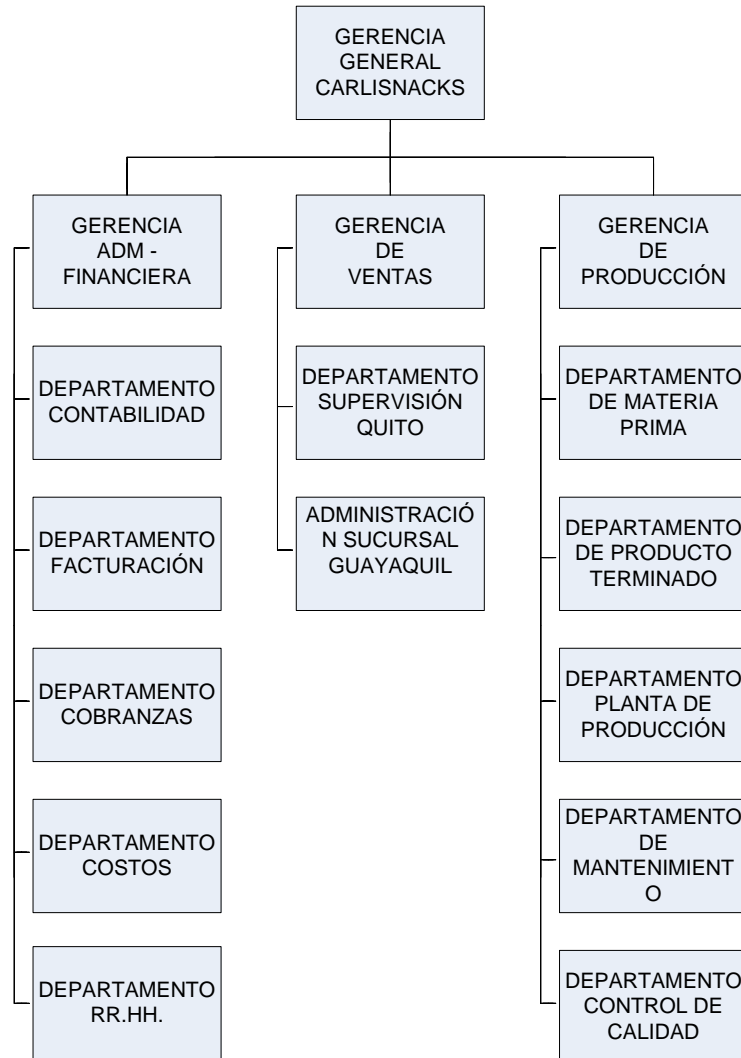 GERENCIA
GENERAL
CARLISNACKS
GERENCIA
ADM -
FINANCIERA
GERENCIA
DE
VENTAS
GERENCIA
DE
PRODUCCIÓN
DEPARTAMENTO
CONTABILIDAD
DEPARTAMENTO
SUPERVISIÓN
QUITO
DEPARTAMENTO
DE MATERIA
PRIMA
DEPARTAMENTO
FACTURACIÓN
ADMINISTRACIÓ
N SUCURSAL
GUAYAQUIL
DEPARTAMENTO
DE PRODUCTO
TERMINADO
DEPARTAMENTO
COBRANZAS
DEPARTAMENTO
PLANTA DE
PRODUCCIÓN
DEPARTAMENTO
COSTOS
DEPARTAMENTO
DE
MANTENIMIENT
O
DEPARTAMENTO
RR.HH.
DEPARTAMENTO
CONTROL DE
CALIDAD